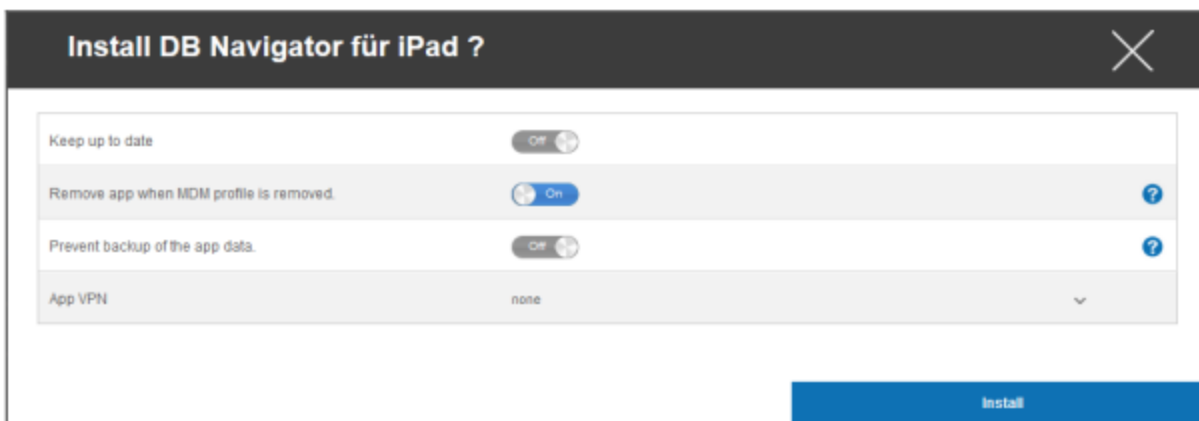 Install DB Navigator für iPad ?
Keep up to date Off
Remove app when MDM profile is removed. On ?
Prevent backup of the app data. Off ?
App VPN none
Install